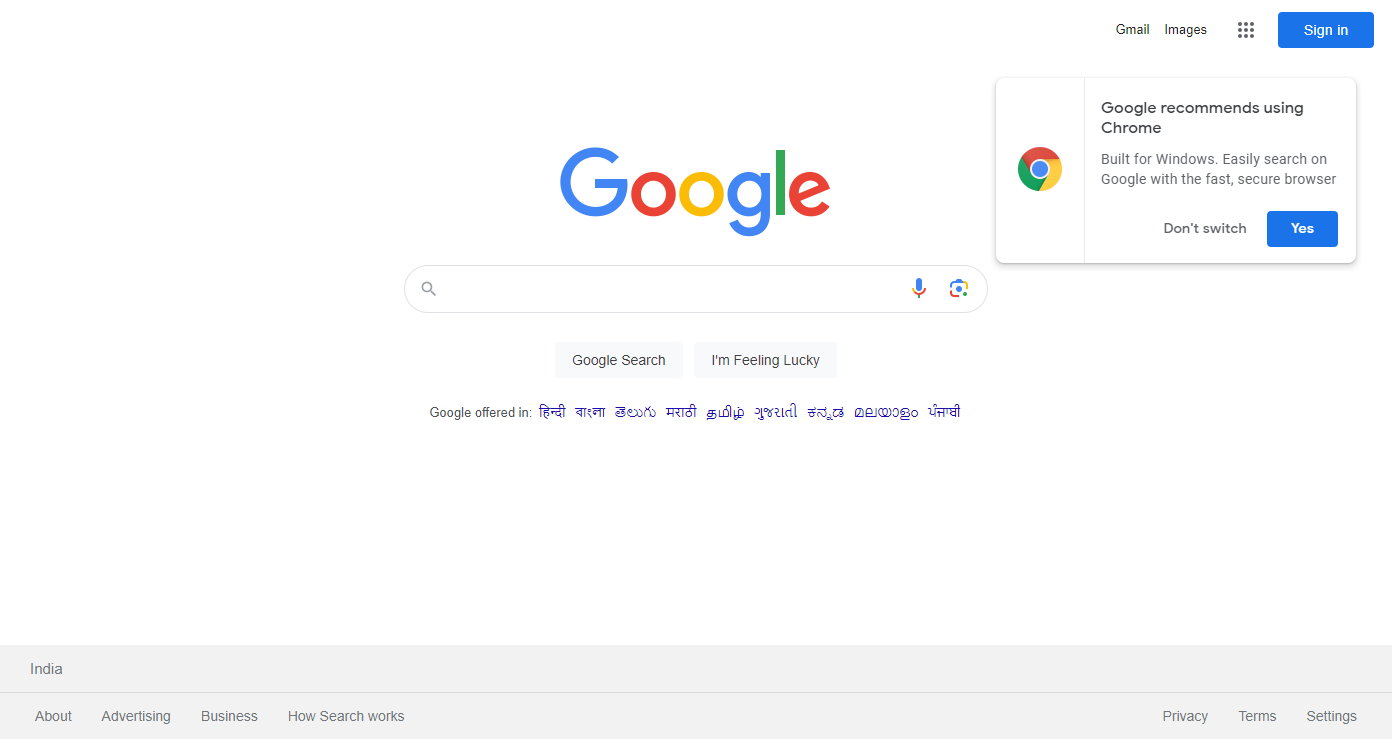 Gmail Images Sign in
Google recommends using
Chrome
Built for Windows. Easily search on
Google with the fast, secure browser
Don't switch Yes
Google
Google Search I'm Feeling Lucky
Google offered in: हिन्दी বাংলা తెలుగు मराठी தமிழ் ગુજરાતી ಕನ್ನಡ മലയാളം ਪੰਜਾਬੀ
India
About Advertising Business How Search works Privacy Terms Settings